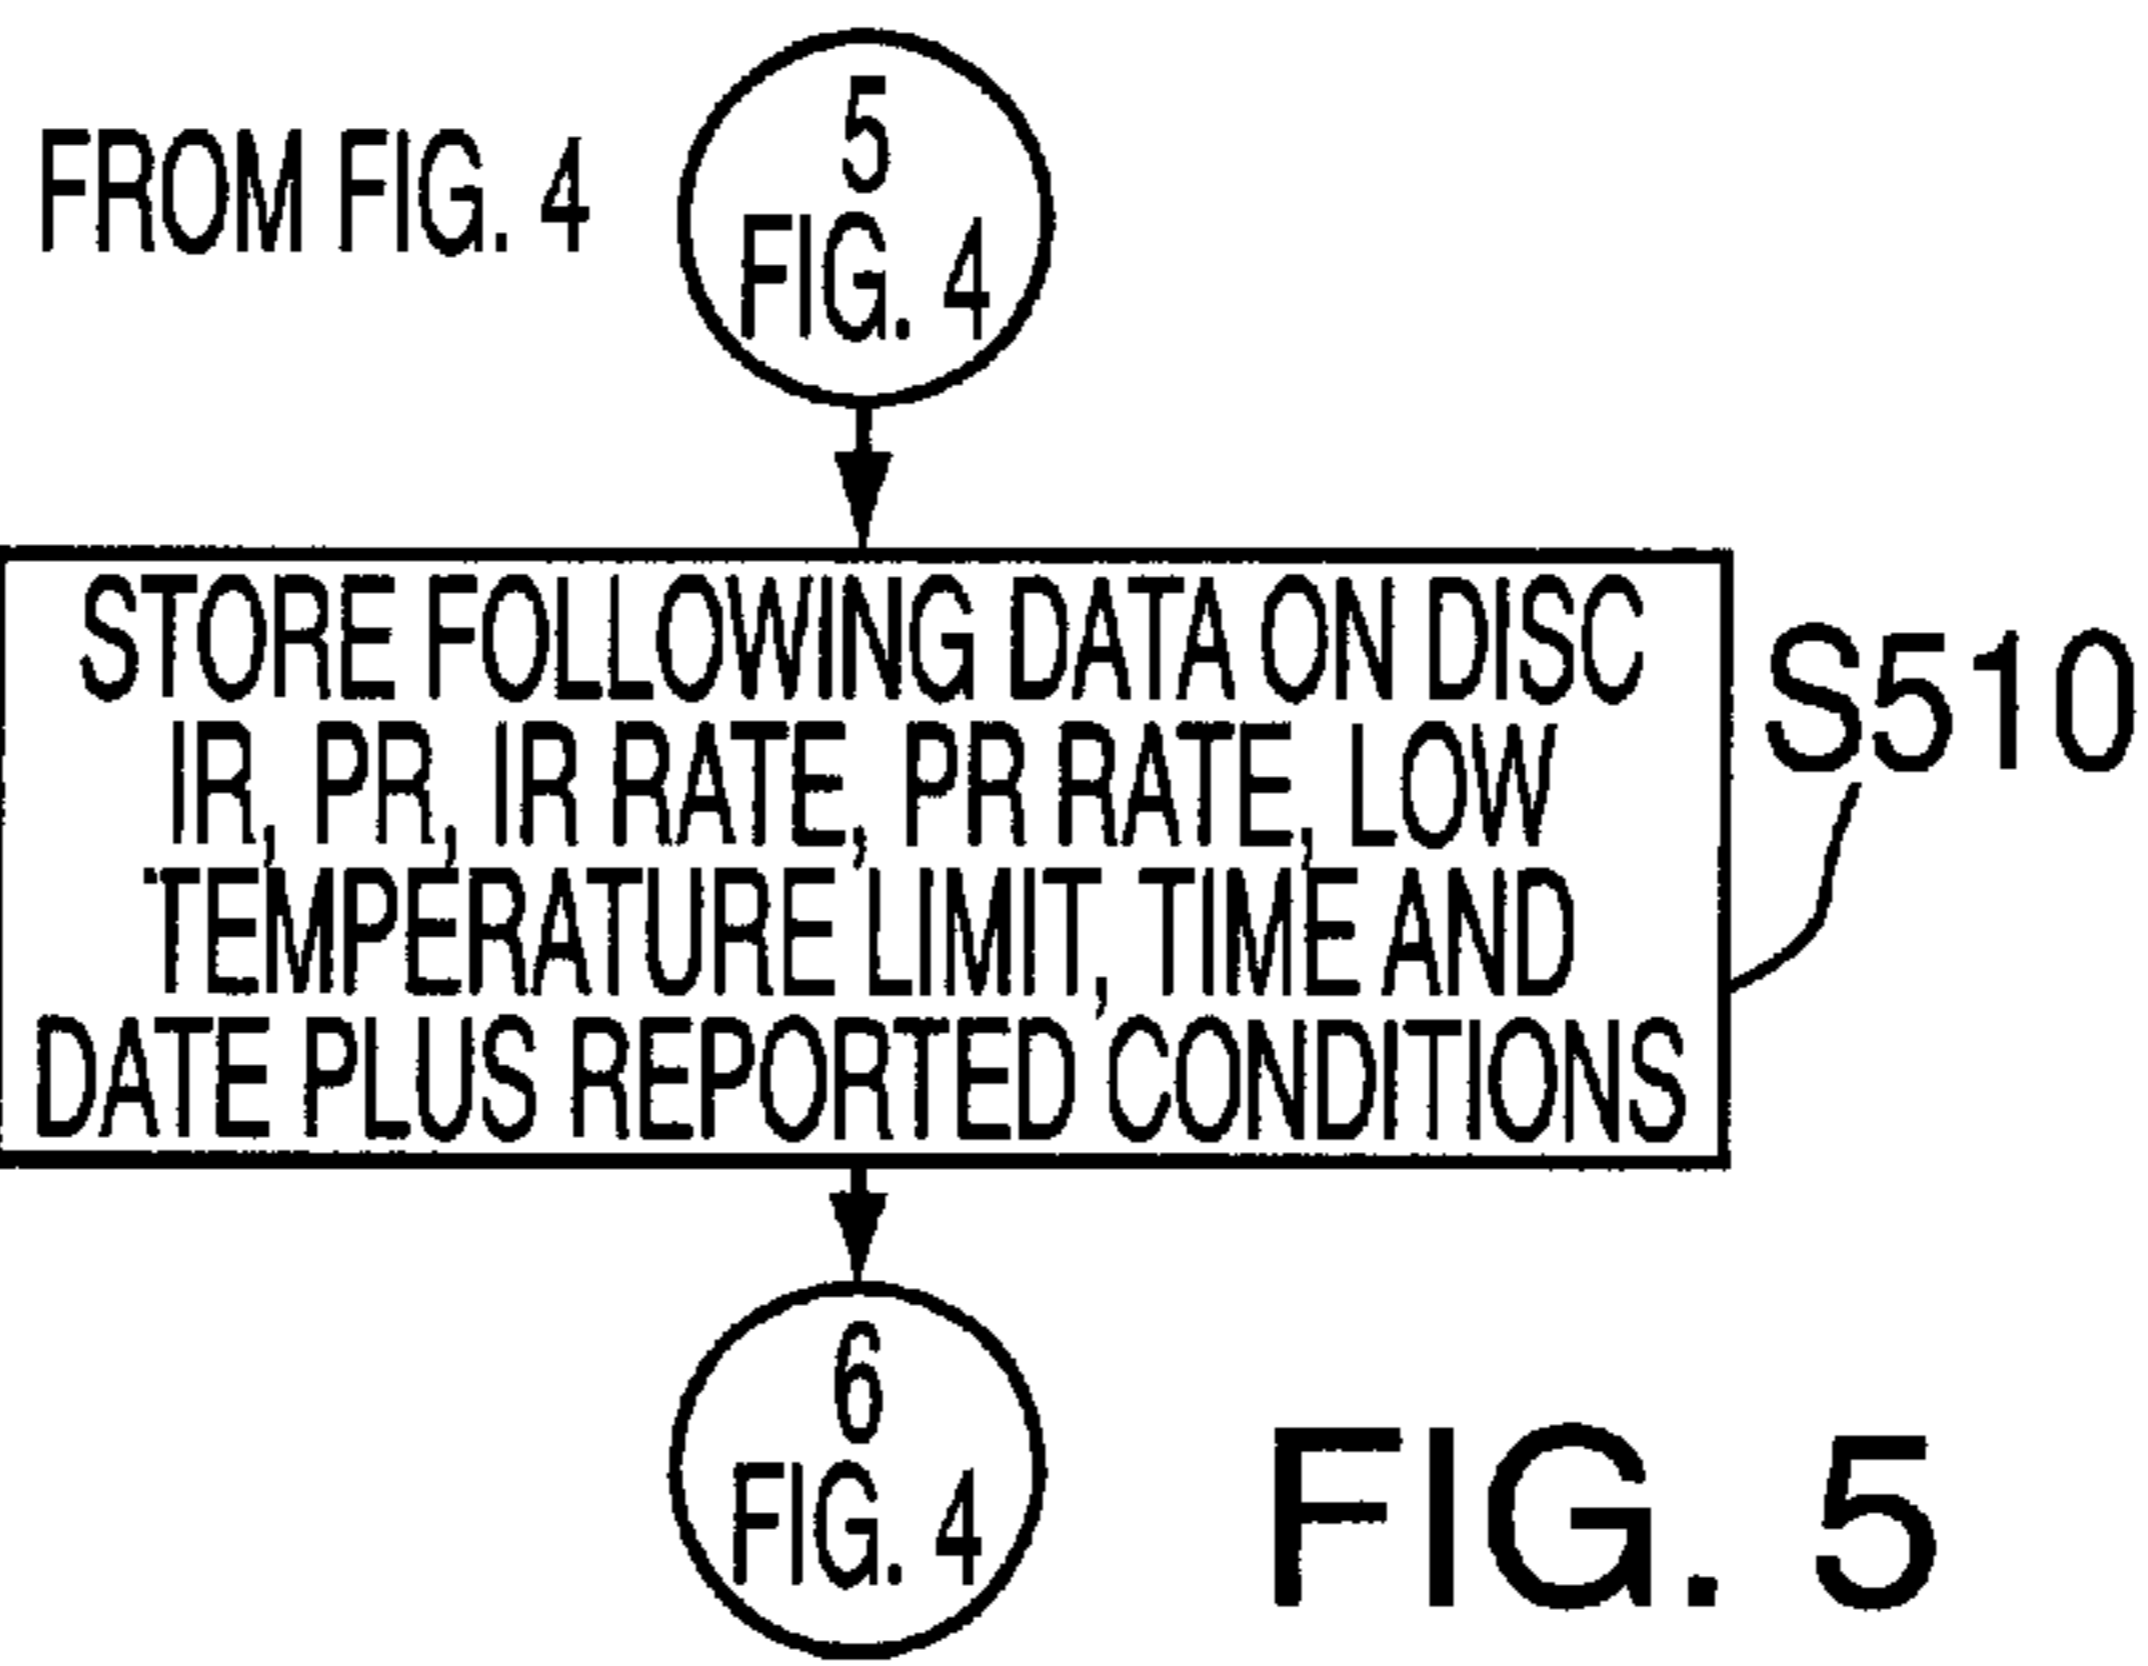 FROM FIG. 4
5
FIG. 4
STORE FOLLOWING DATA ON DISC
IR, PR, IR RATE, PR RATE, LOW
TEMPERATURE LIMIT, TIME AND
DATE PLUS REPORTED CONDITIONS
S510
6
FIG. 4
FIG. 5